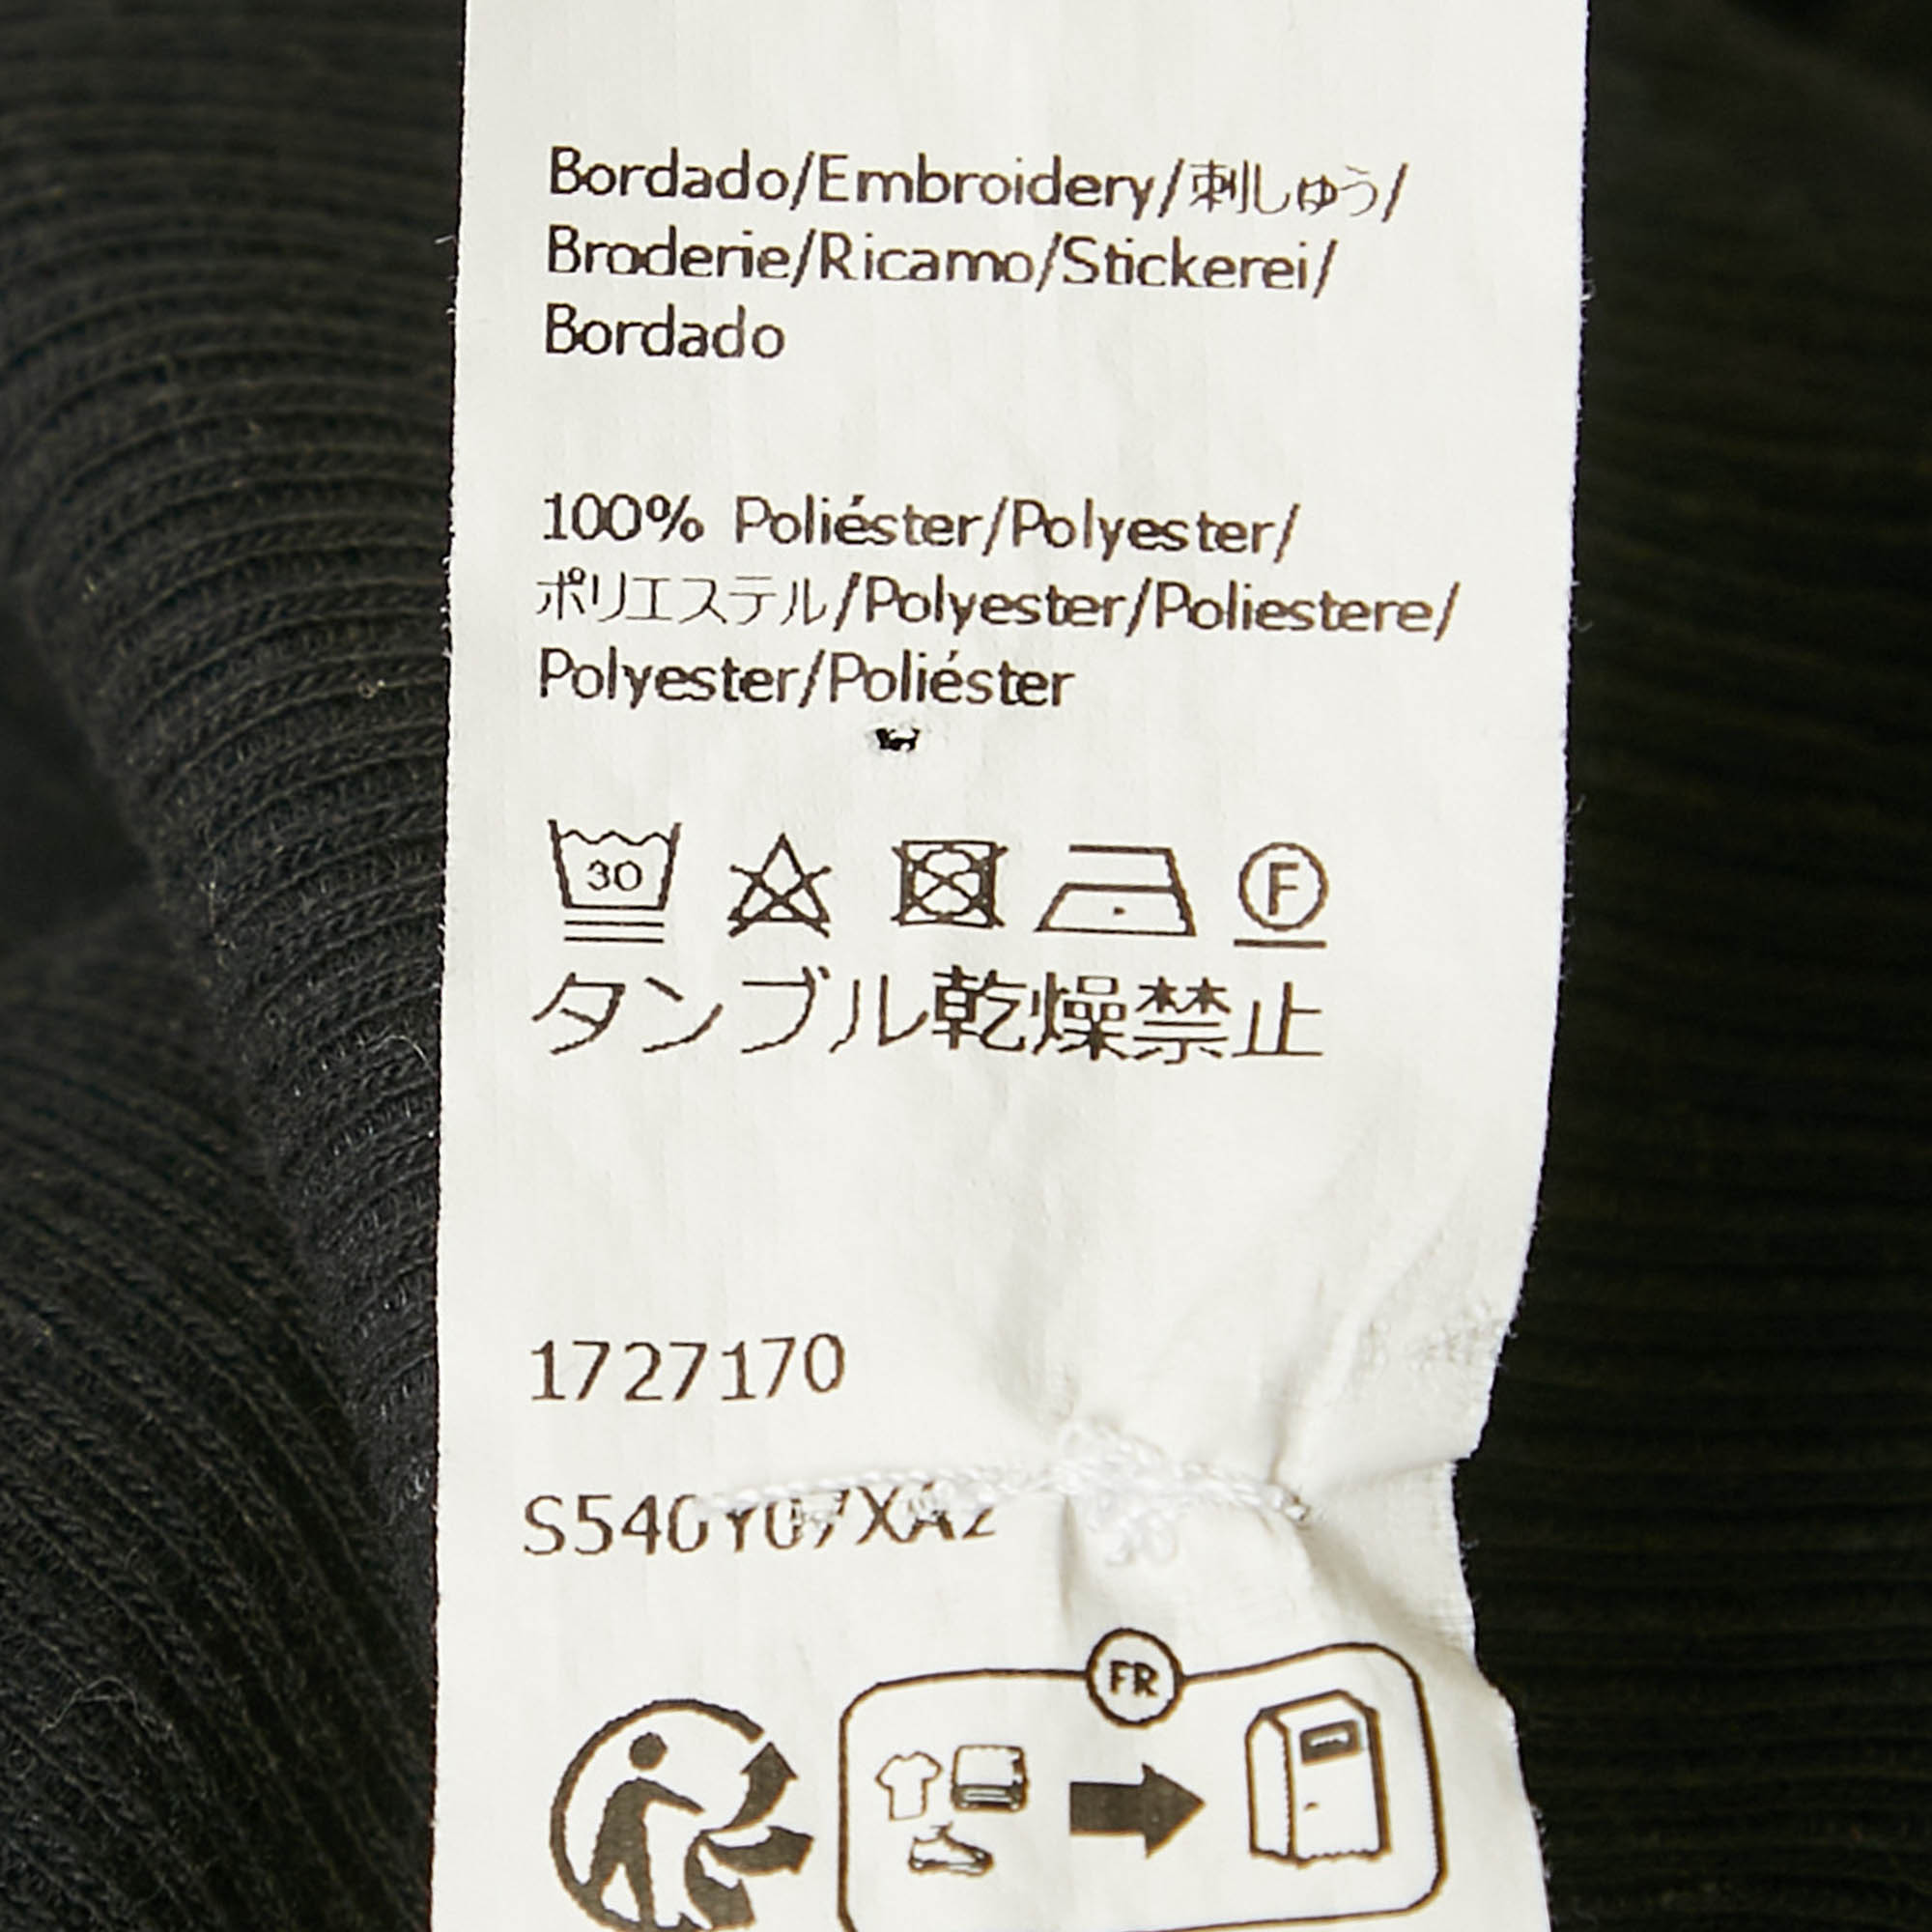 Bordado/Embroidery/刺しゅう/
Broderie/Ricamo/Stickerei/
Bordado
100% Poliéster/Polyester/
ポリエステル/Polyester/Poliestere/
Polyester/Poliéster
30
F
タンブル乾燥禁止
1727170
S540Y07XA2
FR